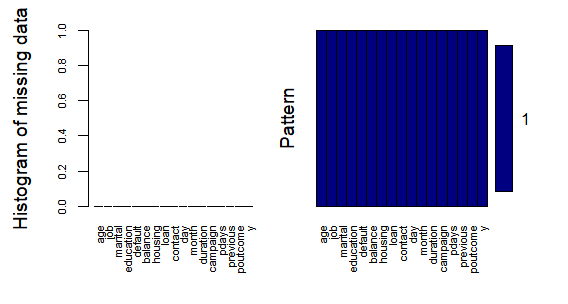 Histogram of missing data
1.0
0.8
0.6
0.4
0.2
0.0
age
job
marital
education
default
balance
housing
loan
contact
day
month
duration
campaign
pdays
previous
poutcome
y
Pattern
age
job
marital
education
default
balance
housing
loan
contact
day
month
duration
campaign
pdays
previous
poutcome
y
1